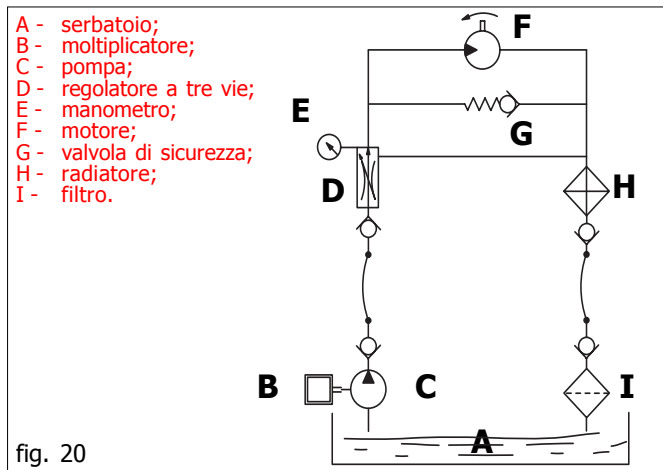 A - serbatoio;
B - moltiplicatore;
C - pompa;
D - regolatore a tre vie;
E - manometro;
F - motore;
G - valvola di sicurezza;
H - radiatore;
I - filtro.
F
E
G
D
H
B
C
I
A
fig. 20